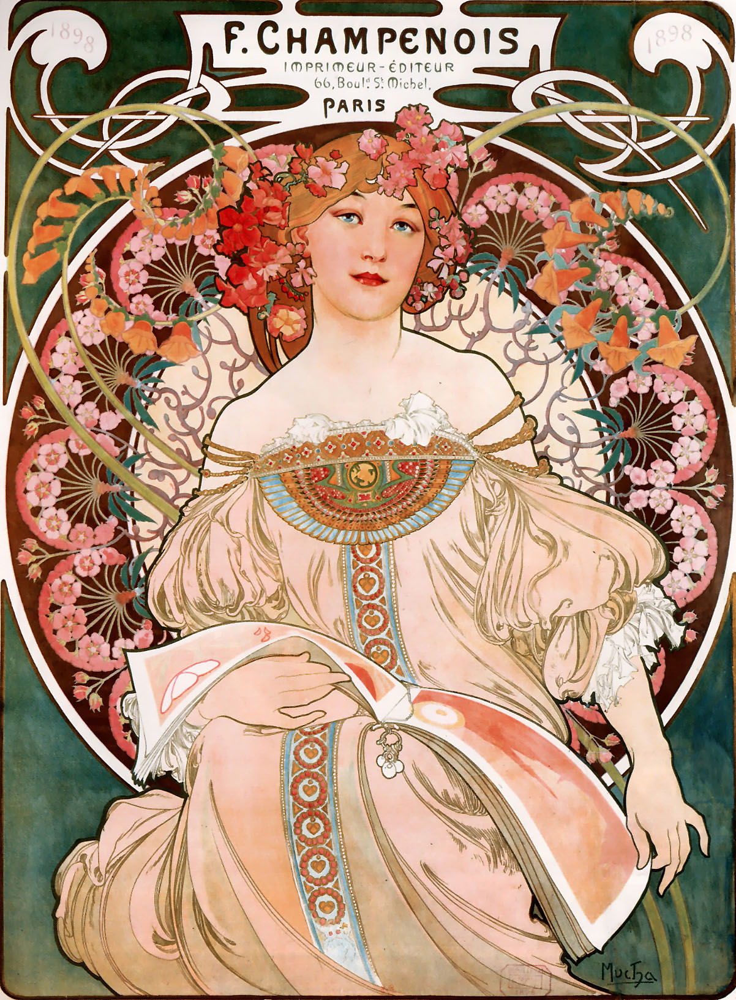 1898
1898
F. CHAMPENOIS
IMPRIMEUR-ÉDITEUR
66, Boulᵈ Sᵗ Michel,
PARIS
Mucha